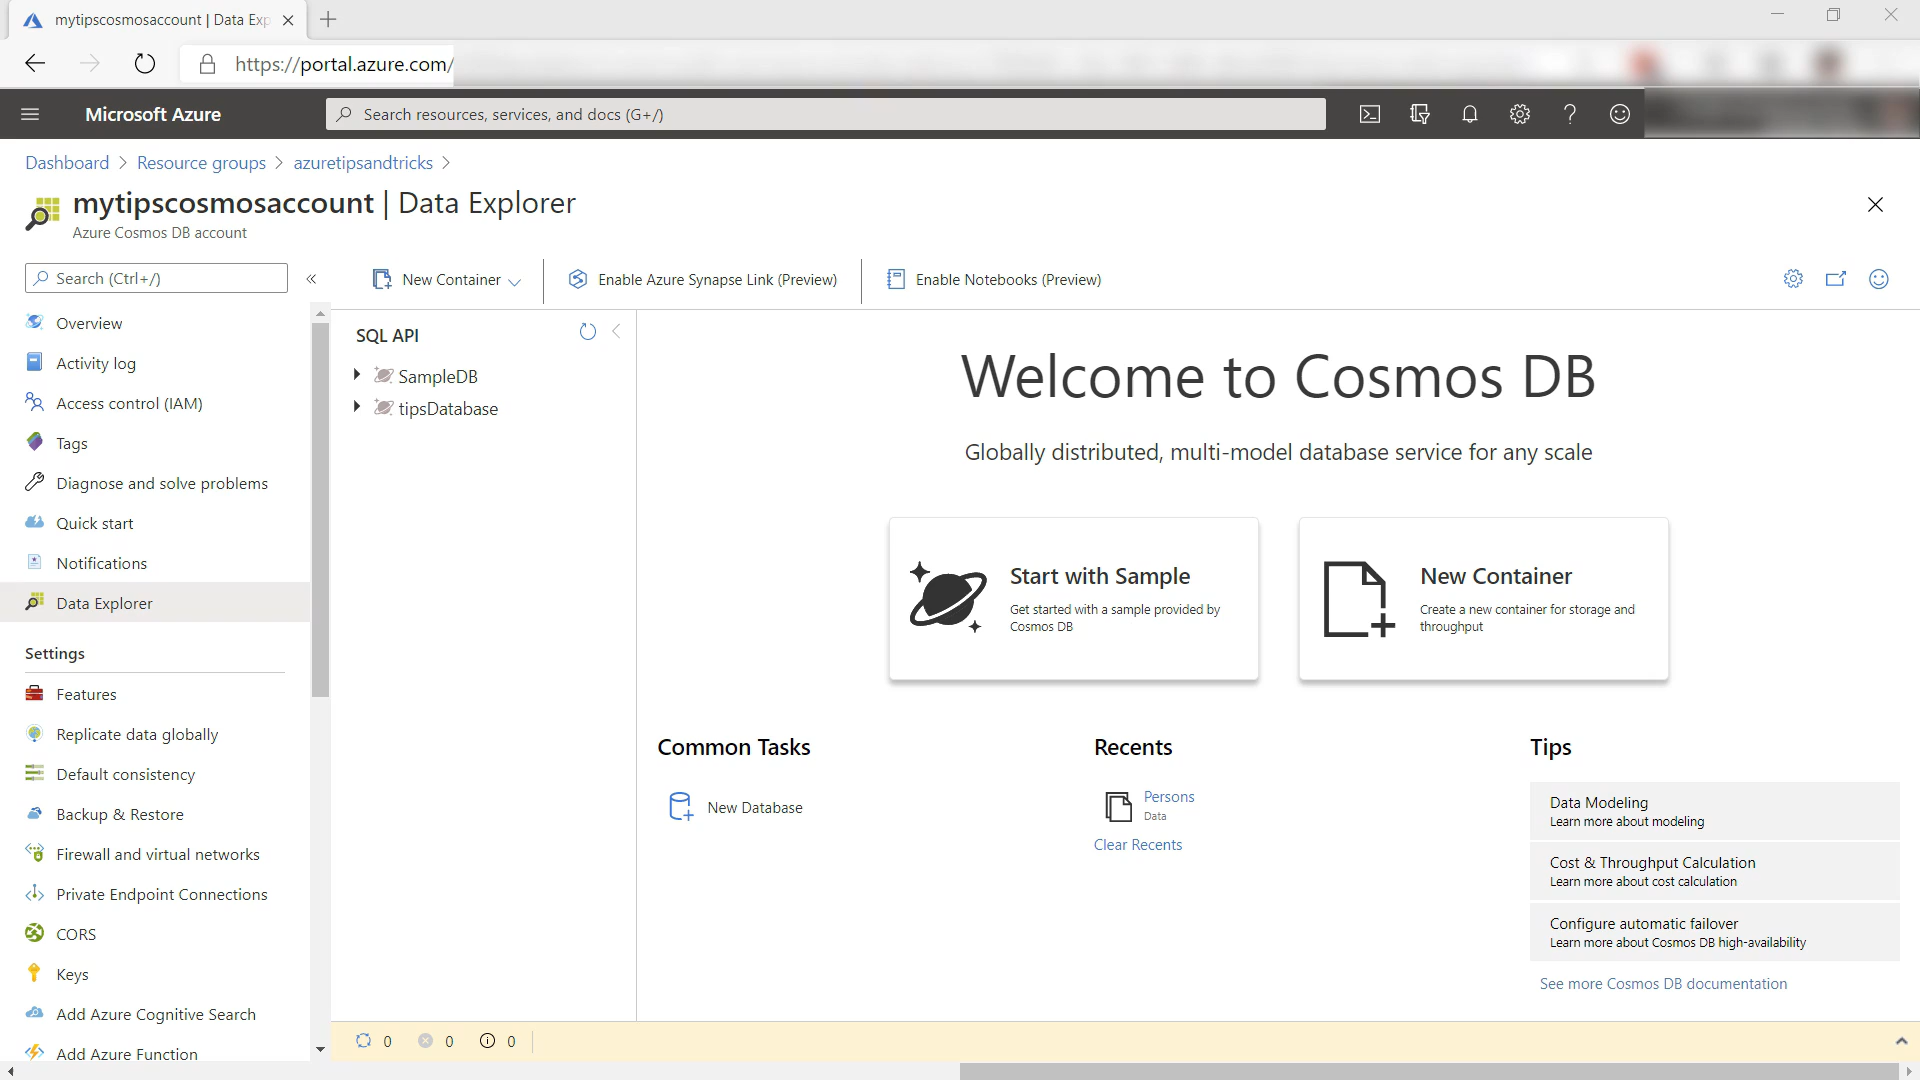 mytipscosmosaccount | Data Exp
https://portal.azure.com/
Microsoft Azure
Search resources, services, and docs (G+/)
Dashboard > Resource groups > azuretipsandtricks >
mytipscosmosaccount | Data Explorer
Azure Cosmos DB account
Search (Ctrl+/)
«
New Container
Enable Azure Synapse Link (Preview)
Enable Notebooks (Preview)
Overview
Activity log
Access control (IAM)
Tags
Diagnose and solve problems
Quick start
Notifications
Data Explorer
Settings
Features
Replicate data globally
Default consistency
Backup & Restore
Firewall and virtual networks
Private Endpoint Connections
CORS
Keys
Add Azure Cognitive Search
Add Azure Function
SQL API
SampleDB
tipsDatabase
Welcome to Cosmos DB
Globally distributed, multi-model database service for any scale
Start with Sample
Get started with a sample provided by
Cosmos DB
New Container
Create a new container for storage and
throughput
Common Tasks
New Database
Recents
Persons
Data
Clear Recents
Tips
Data Modeling
Learn more about modeling
Cost & Throughput Calculation
Learn more about cost calculation
Configure automatic failover
Learn more about Cosmos DB high-availability
See more Cosmos DB documentation
0 0 0